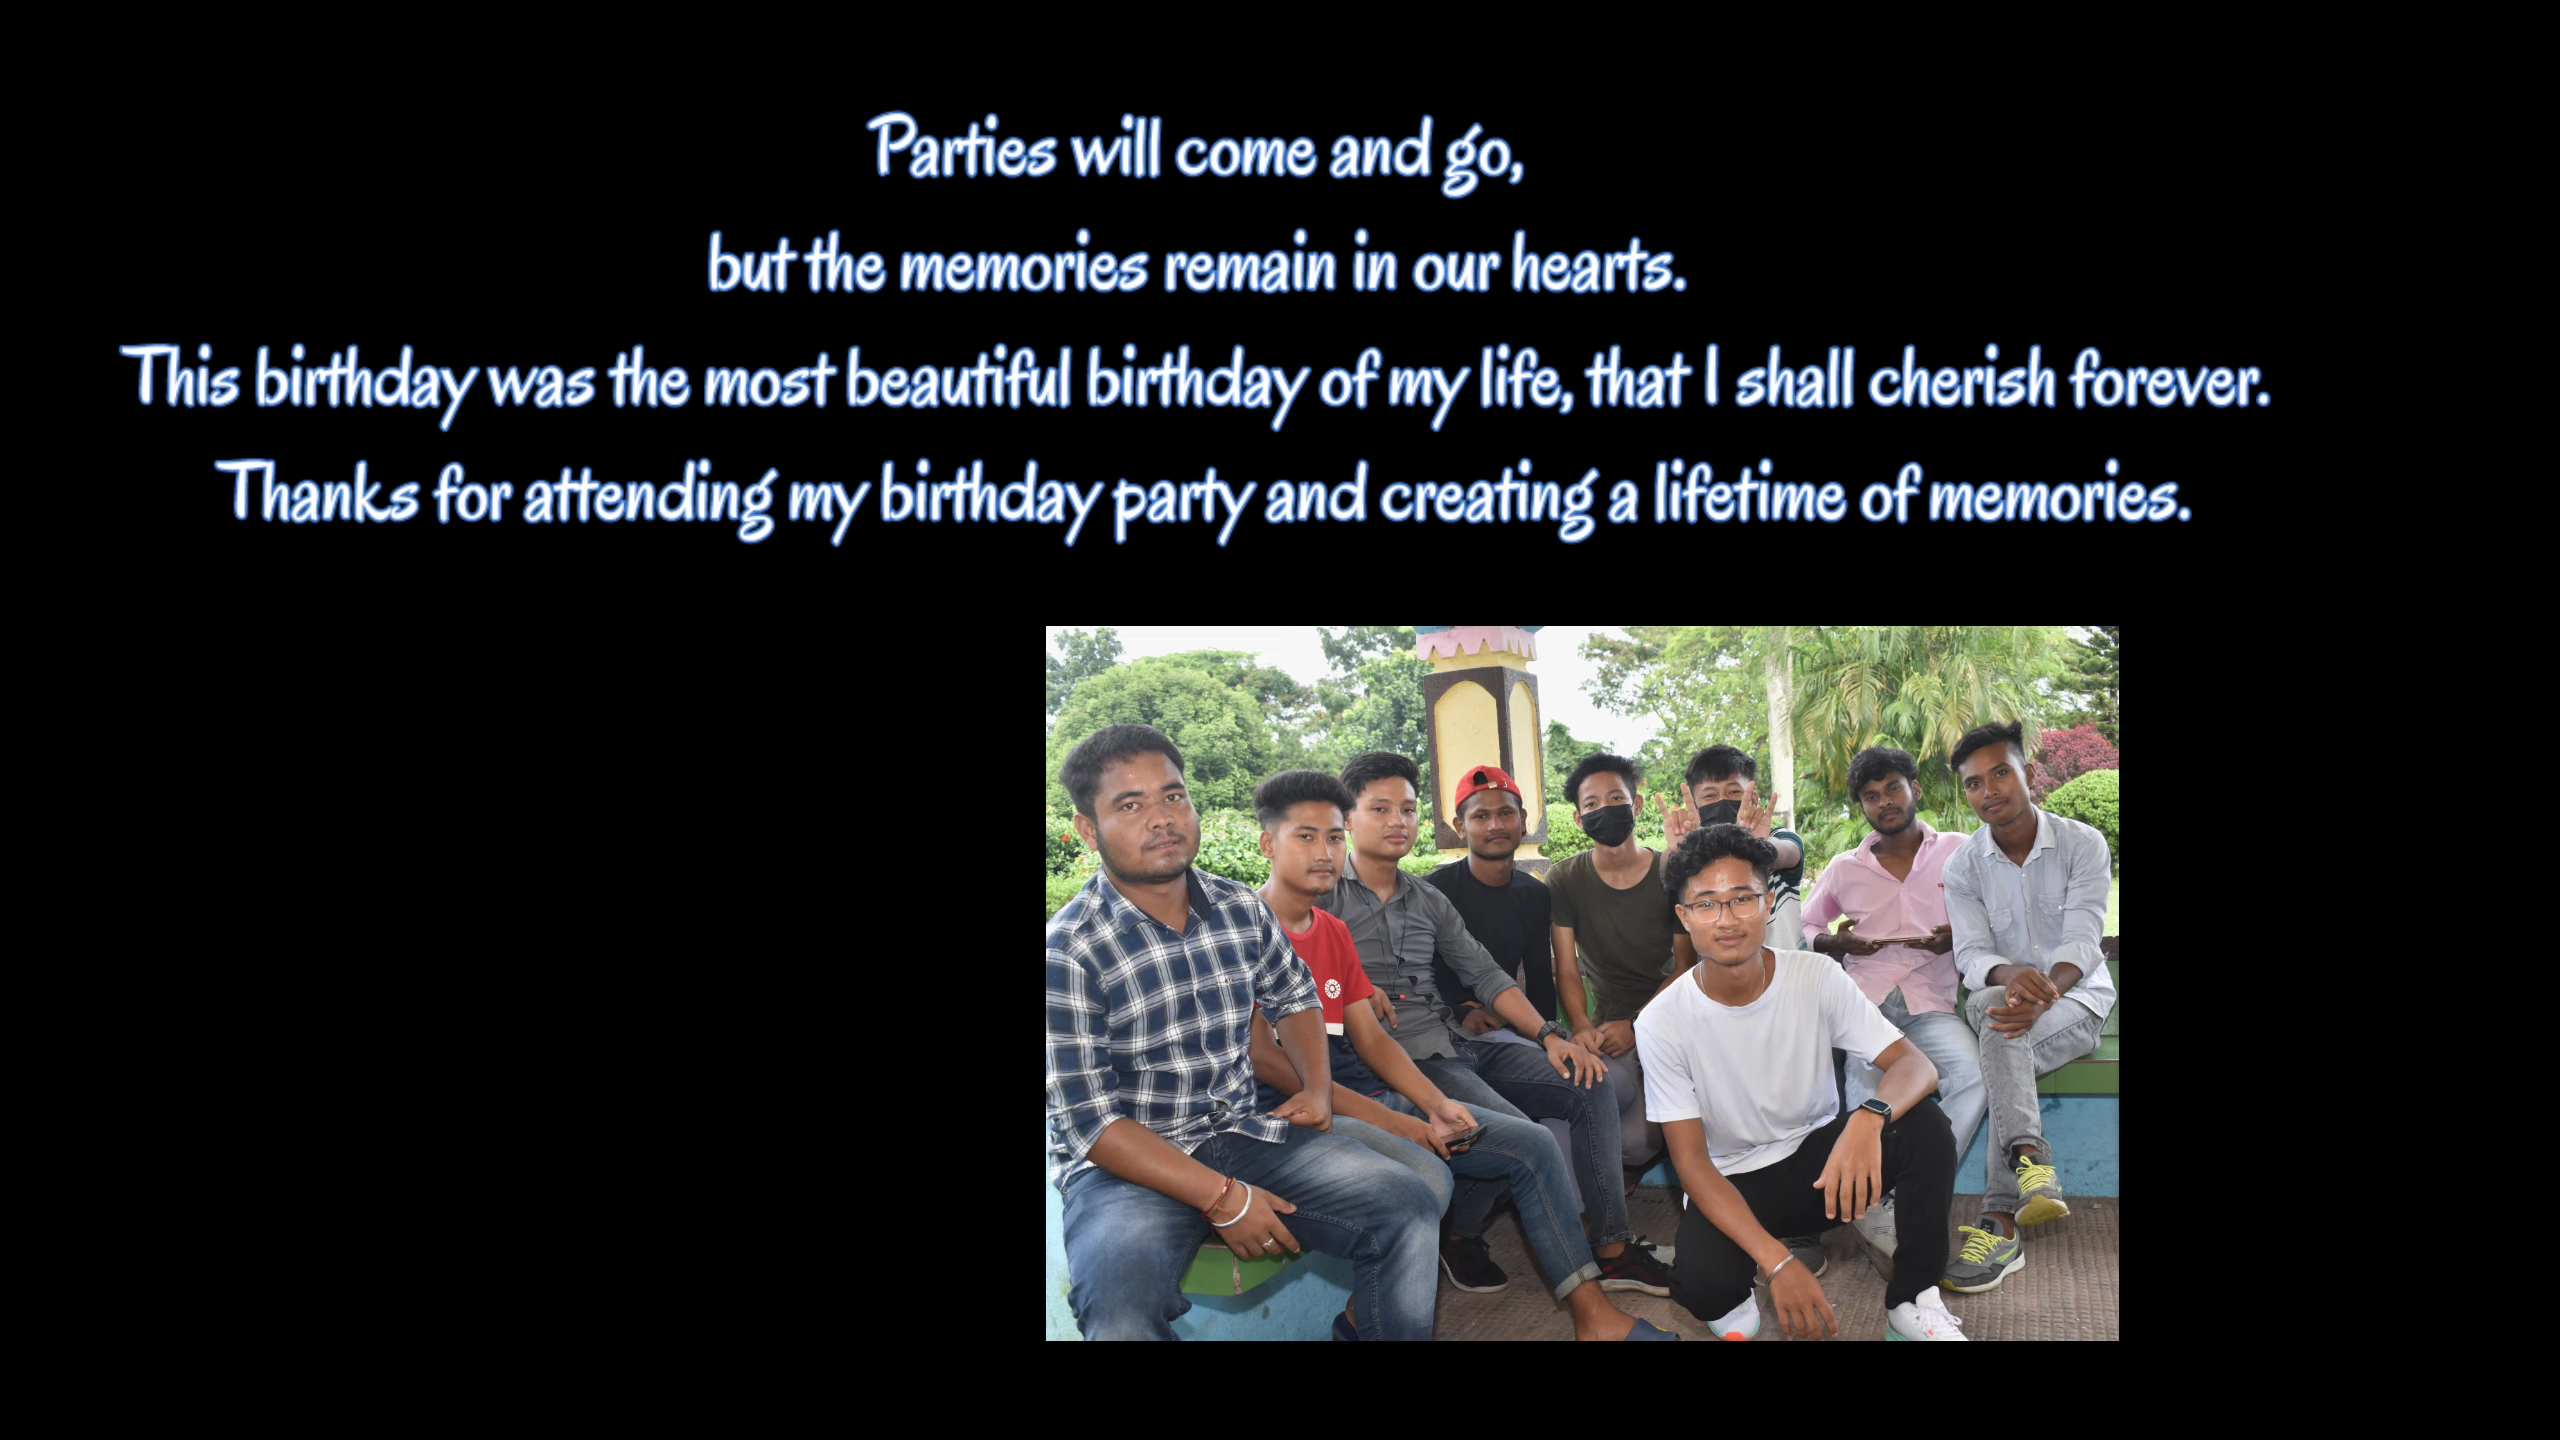 Parties will come and go,
but the memories remain in our hearts.
This birthday was the most beautiful birthday of my life, that I shall cherish forever.
Thanks for attending my birthday party and creating a lifetime of memories.